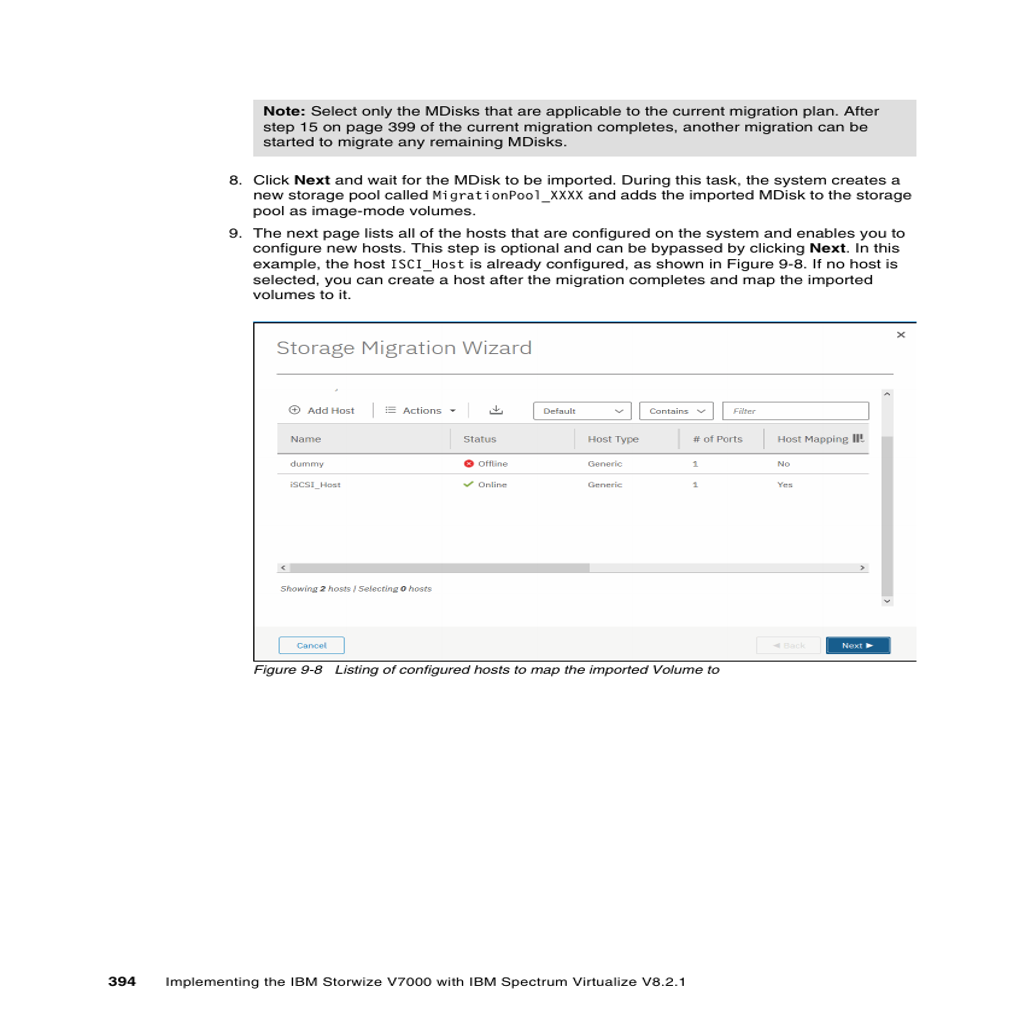 Note: Select only the MDisks that are applicable to the current migration plan. After
step 15 on page 399 of the current migration completes, another migration can be
started to migrate any remaining MDisks.
8. Click Next and wait for the MDisk to be imported. During this task, the system creates a
new storage pool called MigrationPool_XXXX and adds the imported MDisk to the storage
pool as image-mode volumes.
9. The next page lists all of the hosts that are configured on the system and enables you to
configure new hosts. This step is optional and can be bypassed by clicking Next. In this
example, the host ISCI_Host is already configured, as shown in Figure 9-8. If no host is
selected, you can create a host after the migration completes and map the imported
volumes to it.
Storage Migration Wizard
Add Host Actions Default Contains Filter
Name Status Host Type # of Ports Host Mapping
dummy Offline Generic 1 No
iSCSI_Host Online Generic 1 Yes
Showing 2 hosts | Selecting 0 hosts
Cancel Back Next
Figure 9-8 Listing of configured hosts to map the imported Volume to
394 Implementing the IBM Storwize V7000 with IBM Spectrum Virtualize V8.2.1